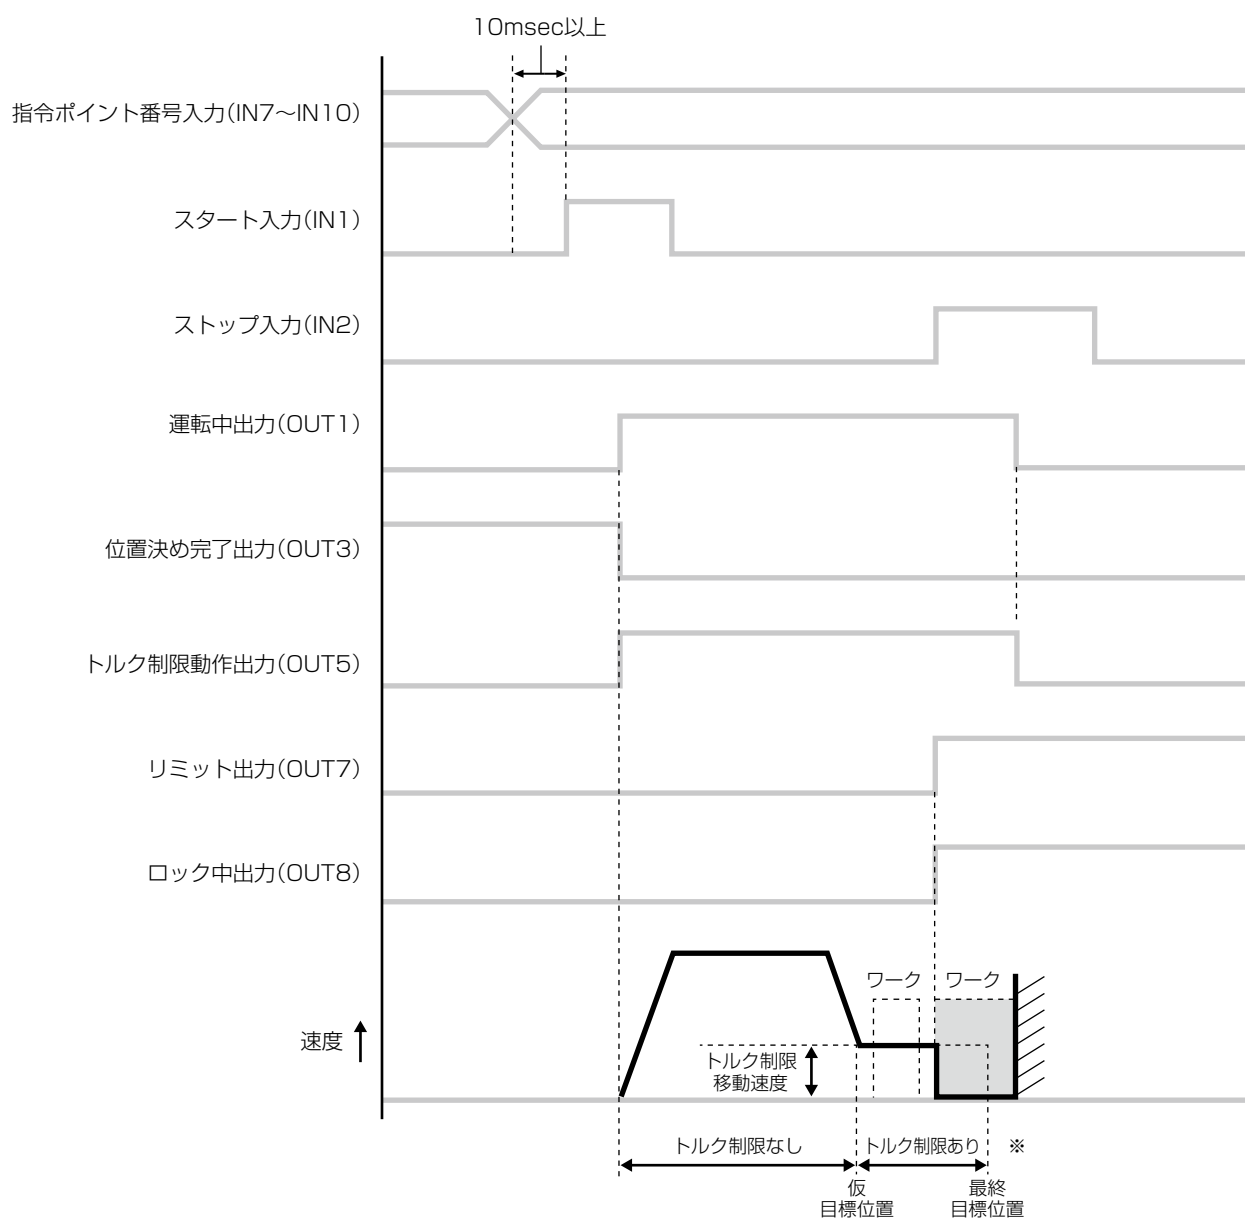 10msec以上
指令ポイント番号入力(IN7〜IN10)
スタート入力(IN1)
ストップ入力(IN2)
運転中出力(OUT1)
位置決め完了出力(OUT3)
トルク制限動作出力(OUT5)
リミット出力(OUT7)
ロック中出力(OUT8)
ワーク
ワーク
速度
トルク制限
移動速度
トルク制限なし
トルク制限あり
※
仮
目標位置
最終
目標位置